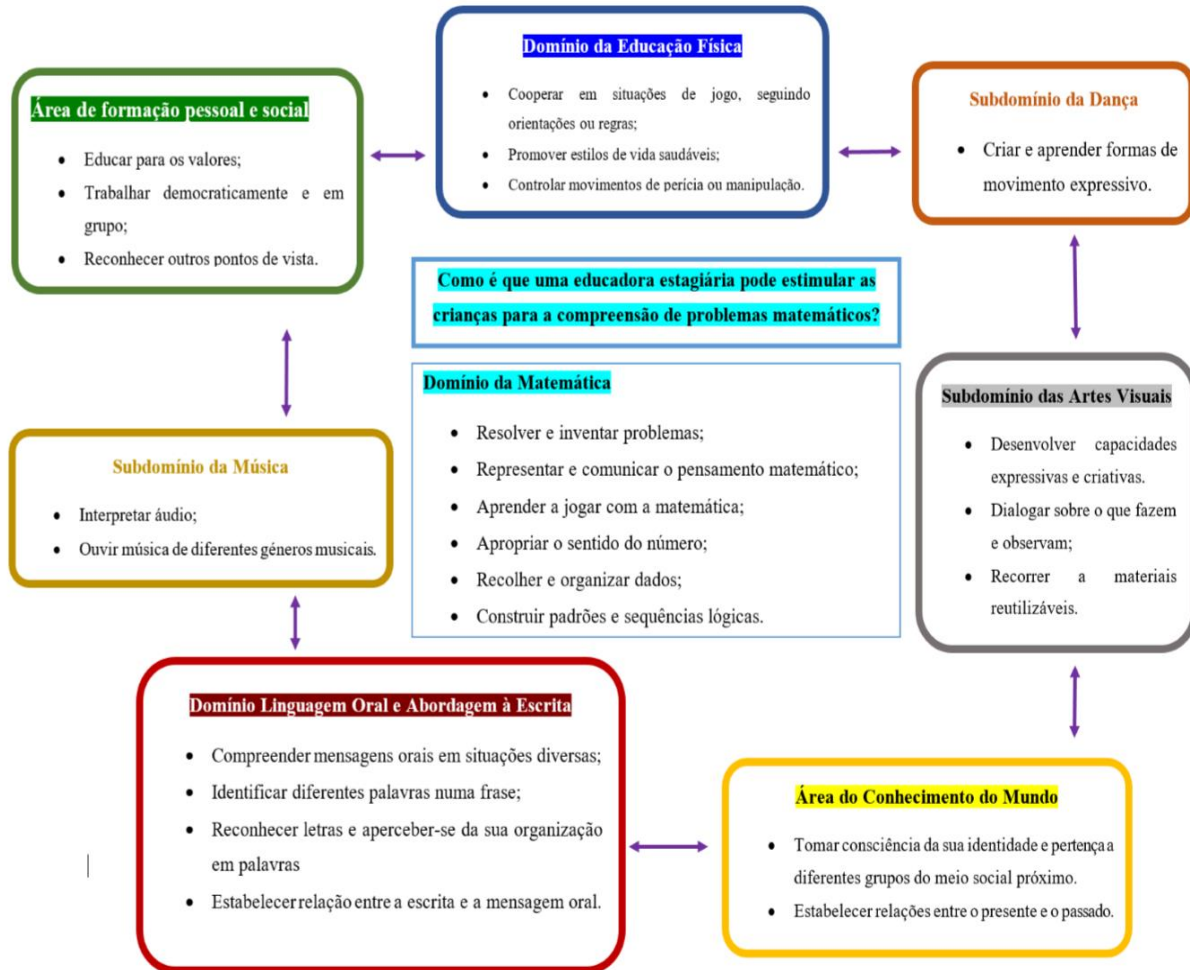 Domínio da Educação Física
• Cooperar em situações de jogo, seguindo
orientações ou regras;
• Promover estilos de vida saudáveis;
• Controlar movimentos de perícia ou manipulação.
Área de formação pessoal e social
• Educar para os valores;
• Trabalhar democraticamente e em
grupo;
• Reconhecer outros pontos de vista.
Subdomínio da Dança
• Criar e aprender formas de
movimento expressivo.
Como é que uma educadora estagiária pode estimular as
crianças para a compreensão de problemas matemáticos?
Domínio da Matemática
• Resolver e inventar problemas;
• Representar e comunicar o pensamento matemático;
• Aprender a jogar com a matemática;
• Apropriar o sentido do número;
• Recolher e organizar dados;
• Construir padrões e sequências lógicas.
Subdomínio das Artes Visuais
• Desenvolver capacidades
expressivas e criativas.
• Dialogar sobre o que fazem
e observam;
• Recorrer a materiais
reutilizáveis.
Subdomínio da Música
• Interpretar áudio;
• Ouvir música de diferentes géneros musicais.
Domínio Linguagem Oral e Abordagem à Escrita
• Compreender mensagens orais em situações diversas;
• Identificar diferentes palavras numa frase;
• Reconhecer letras e aperceber-se da sua organização
em palavras
• Estabelecer relação entre a escrita e a mensagem oral.
Área do Conhecimento do Mundo
• Tomar consciência da sua identidade e pertença a
diferentes grupos do meio social próximo.
• Estabelecer relações entre o presente e o passado.